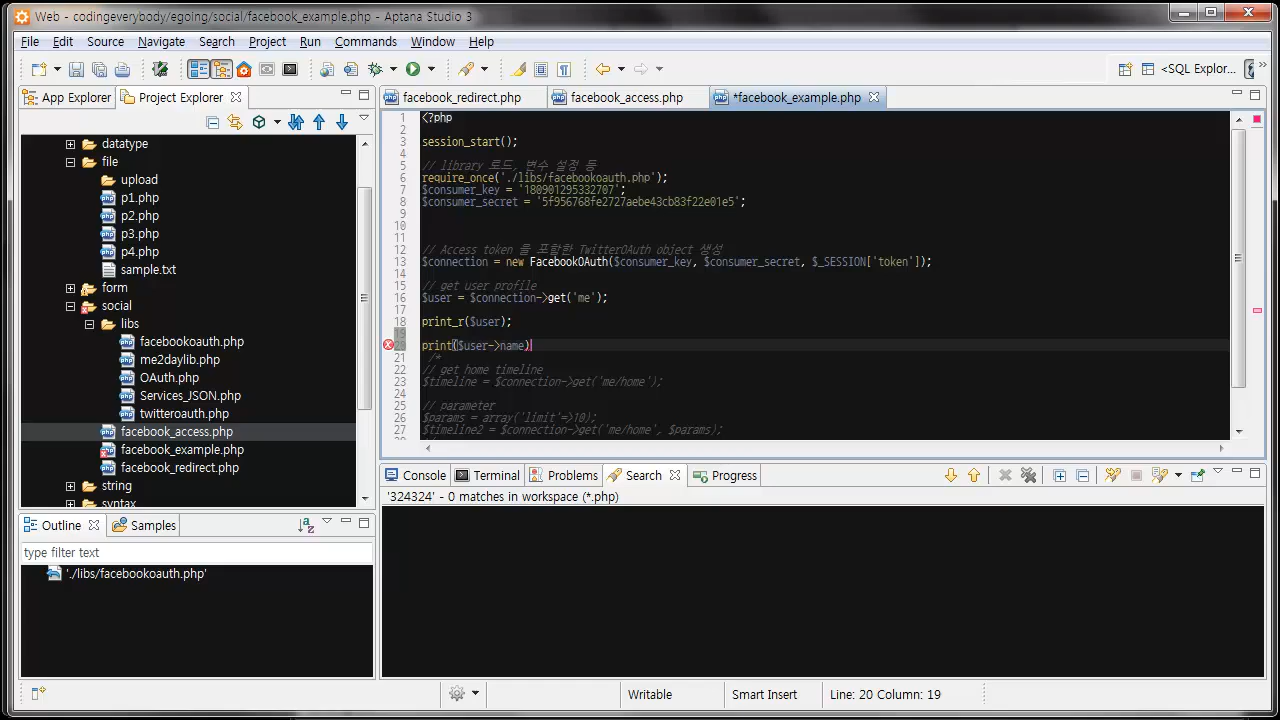 Web - codingeverybody/egoing/social/facebook_example.php - Aptana Studio 3
File Edit Source Navigate Search Project Run Commands Window Help
<SQL Explor...
App Explorer
Project Explorer
datatype
file
upload
p1.php
p2.php
p3.php
p4.php
sample.txt
form
social
libs
facebookoauth.php
me2daylib.php
OAuth.php
Services_JSON.php
twitteroauth.php
facebook_access.php
facebook_example.php
facebook_redirect.php
string
syntax
facebook_redirect.php
facebook_access.php
*facebook_example.php
1 <?php
2
3 session_start();
4
5 // library 로드, 변수 설정 등
6 require_once('./libs/facebookoauth.php');
7 $consumer_key = '180901295332707';
8 $consumer_secret = '5f956768fe2727aebe43cb83f22e01e5';
9
10
11
12 // Access token 을 포함한 TwitterOAuth object 생성
13 $connection = new FacebookOAuth($consumer_key, $consumer_secret, $_SESSION['token']);
14
15 // get user profile
16 $user = $connection->get('me');
17
18 print_r($user);
19
20 print($user->name)
21 /*
22 // get home timeline
23 $timeline = $connection->get('me/home');
24
25 // parameter
26 $params = array('limit'=>10);
27 $timeline2 = $connection->get('me/home', $params);
28
Outline
Samples
type filter text
'./libs/facebookoauth.php'
Console
Terminal
Problems
Search
Progress
'324324' - 0 matches in workspace (*.php)
Writable
Smart Insert
Line: 20 Column: 19